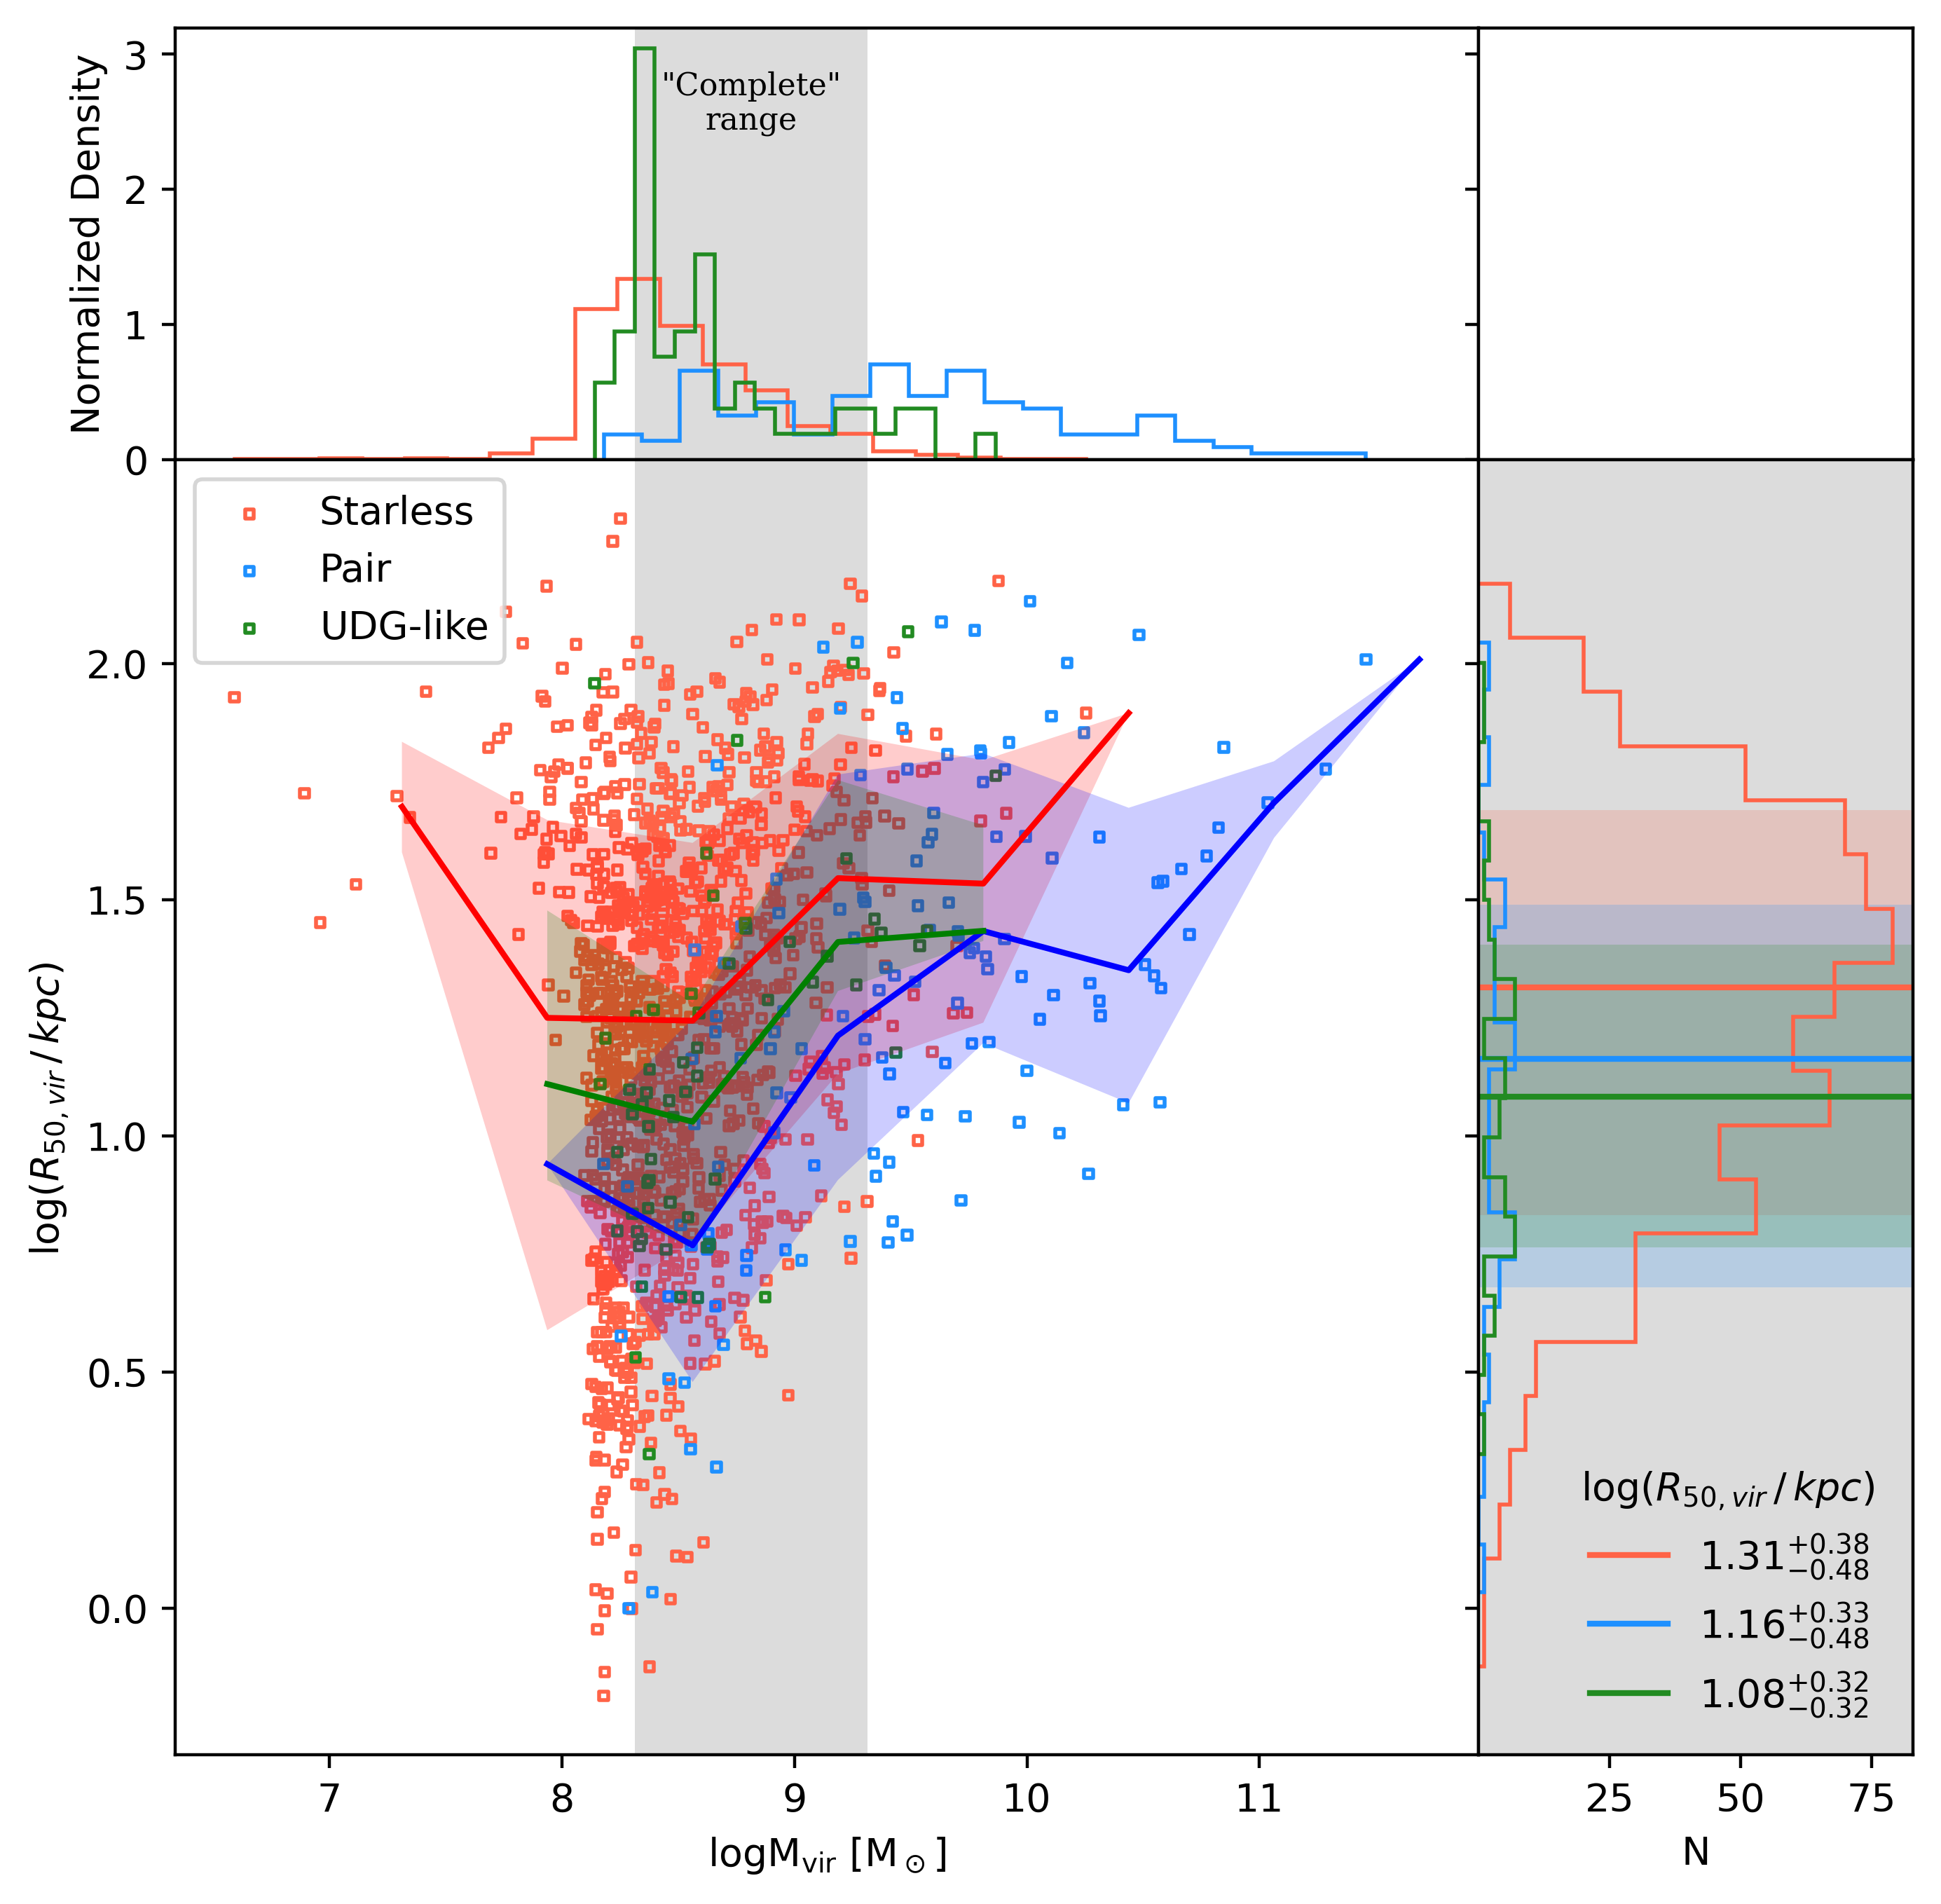 3
2
1
0
Normalized Density
"Complete"
range
Starless
Pair
UDG-like
2.0
1.5
1.0
0.5
0.0
log(R₅₀,ᵥᵢᵣ / kpc)
7 8 9 10 11
logMᵥᵢᵣ [M⊙]
log(R₅₀,ᵥᵢᵣ / kpc)
1.31 +0.38 −0.48
1.16 +0.33 −0.48
1.08 +0.32 −0.32
25 50 75
N